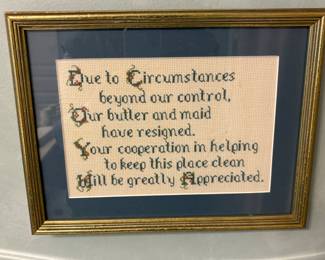 Due to Circumstances
beyond our control,
Our butter and maid
have resigned.
Your cooperation in helping
to keep this place clean
Will be greatly Appreciated.